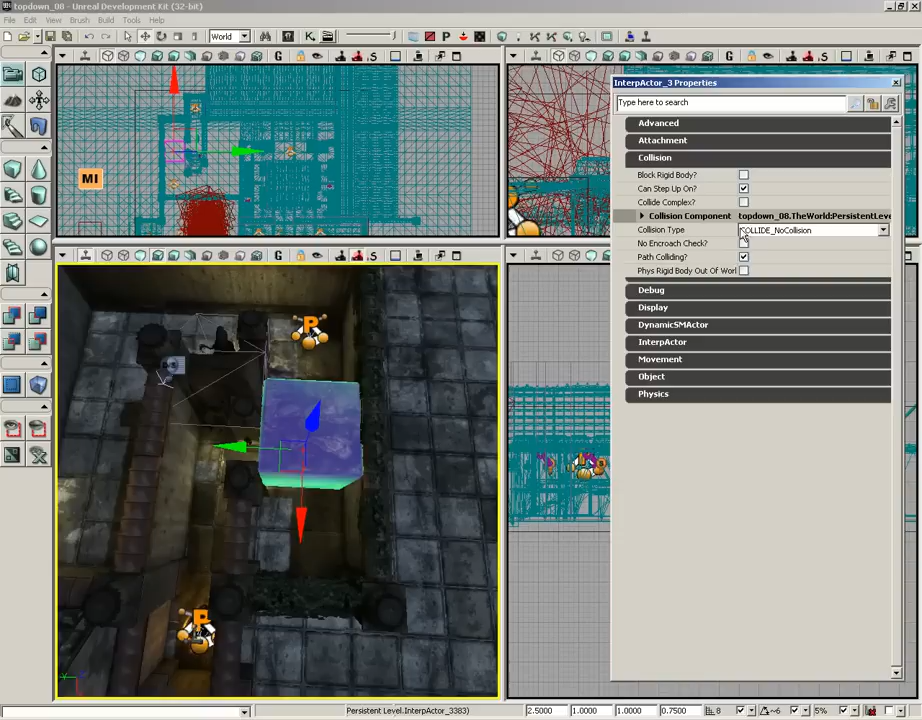 topdown_08 - Unreal Development Kit (32-bit)
File Edit View Brush Build Tools Help
World
G
G
InterpActor_3 Properties
Type here to search
Advanced
Attachment
Collision
Block Rigid Body?
Can Step Up On?
Collide Complex?
Collision Component topdown_08.TheWorld:PersistentLeve
Collision Type COLLIDE_NoCollision
No Encroach Check?
Path Colliding?
Phys Rigid Body Out Of Worl
Debug
Display
DynamicSMActor
InterpActor
Movement
Object
Physics
MI
G
G
P
P
Persistent Level.InterpActor_3383)
2.5000
1.0000
1.0000
0.7500
8
6
5%